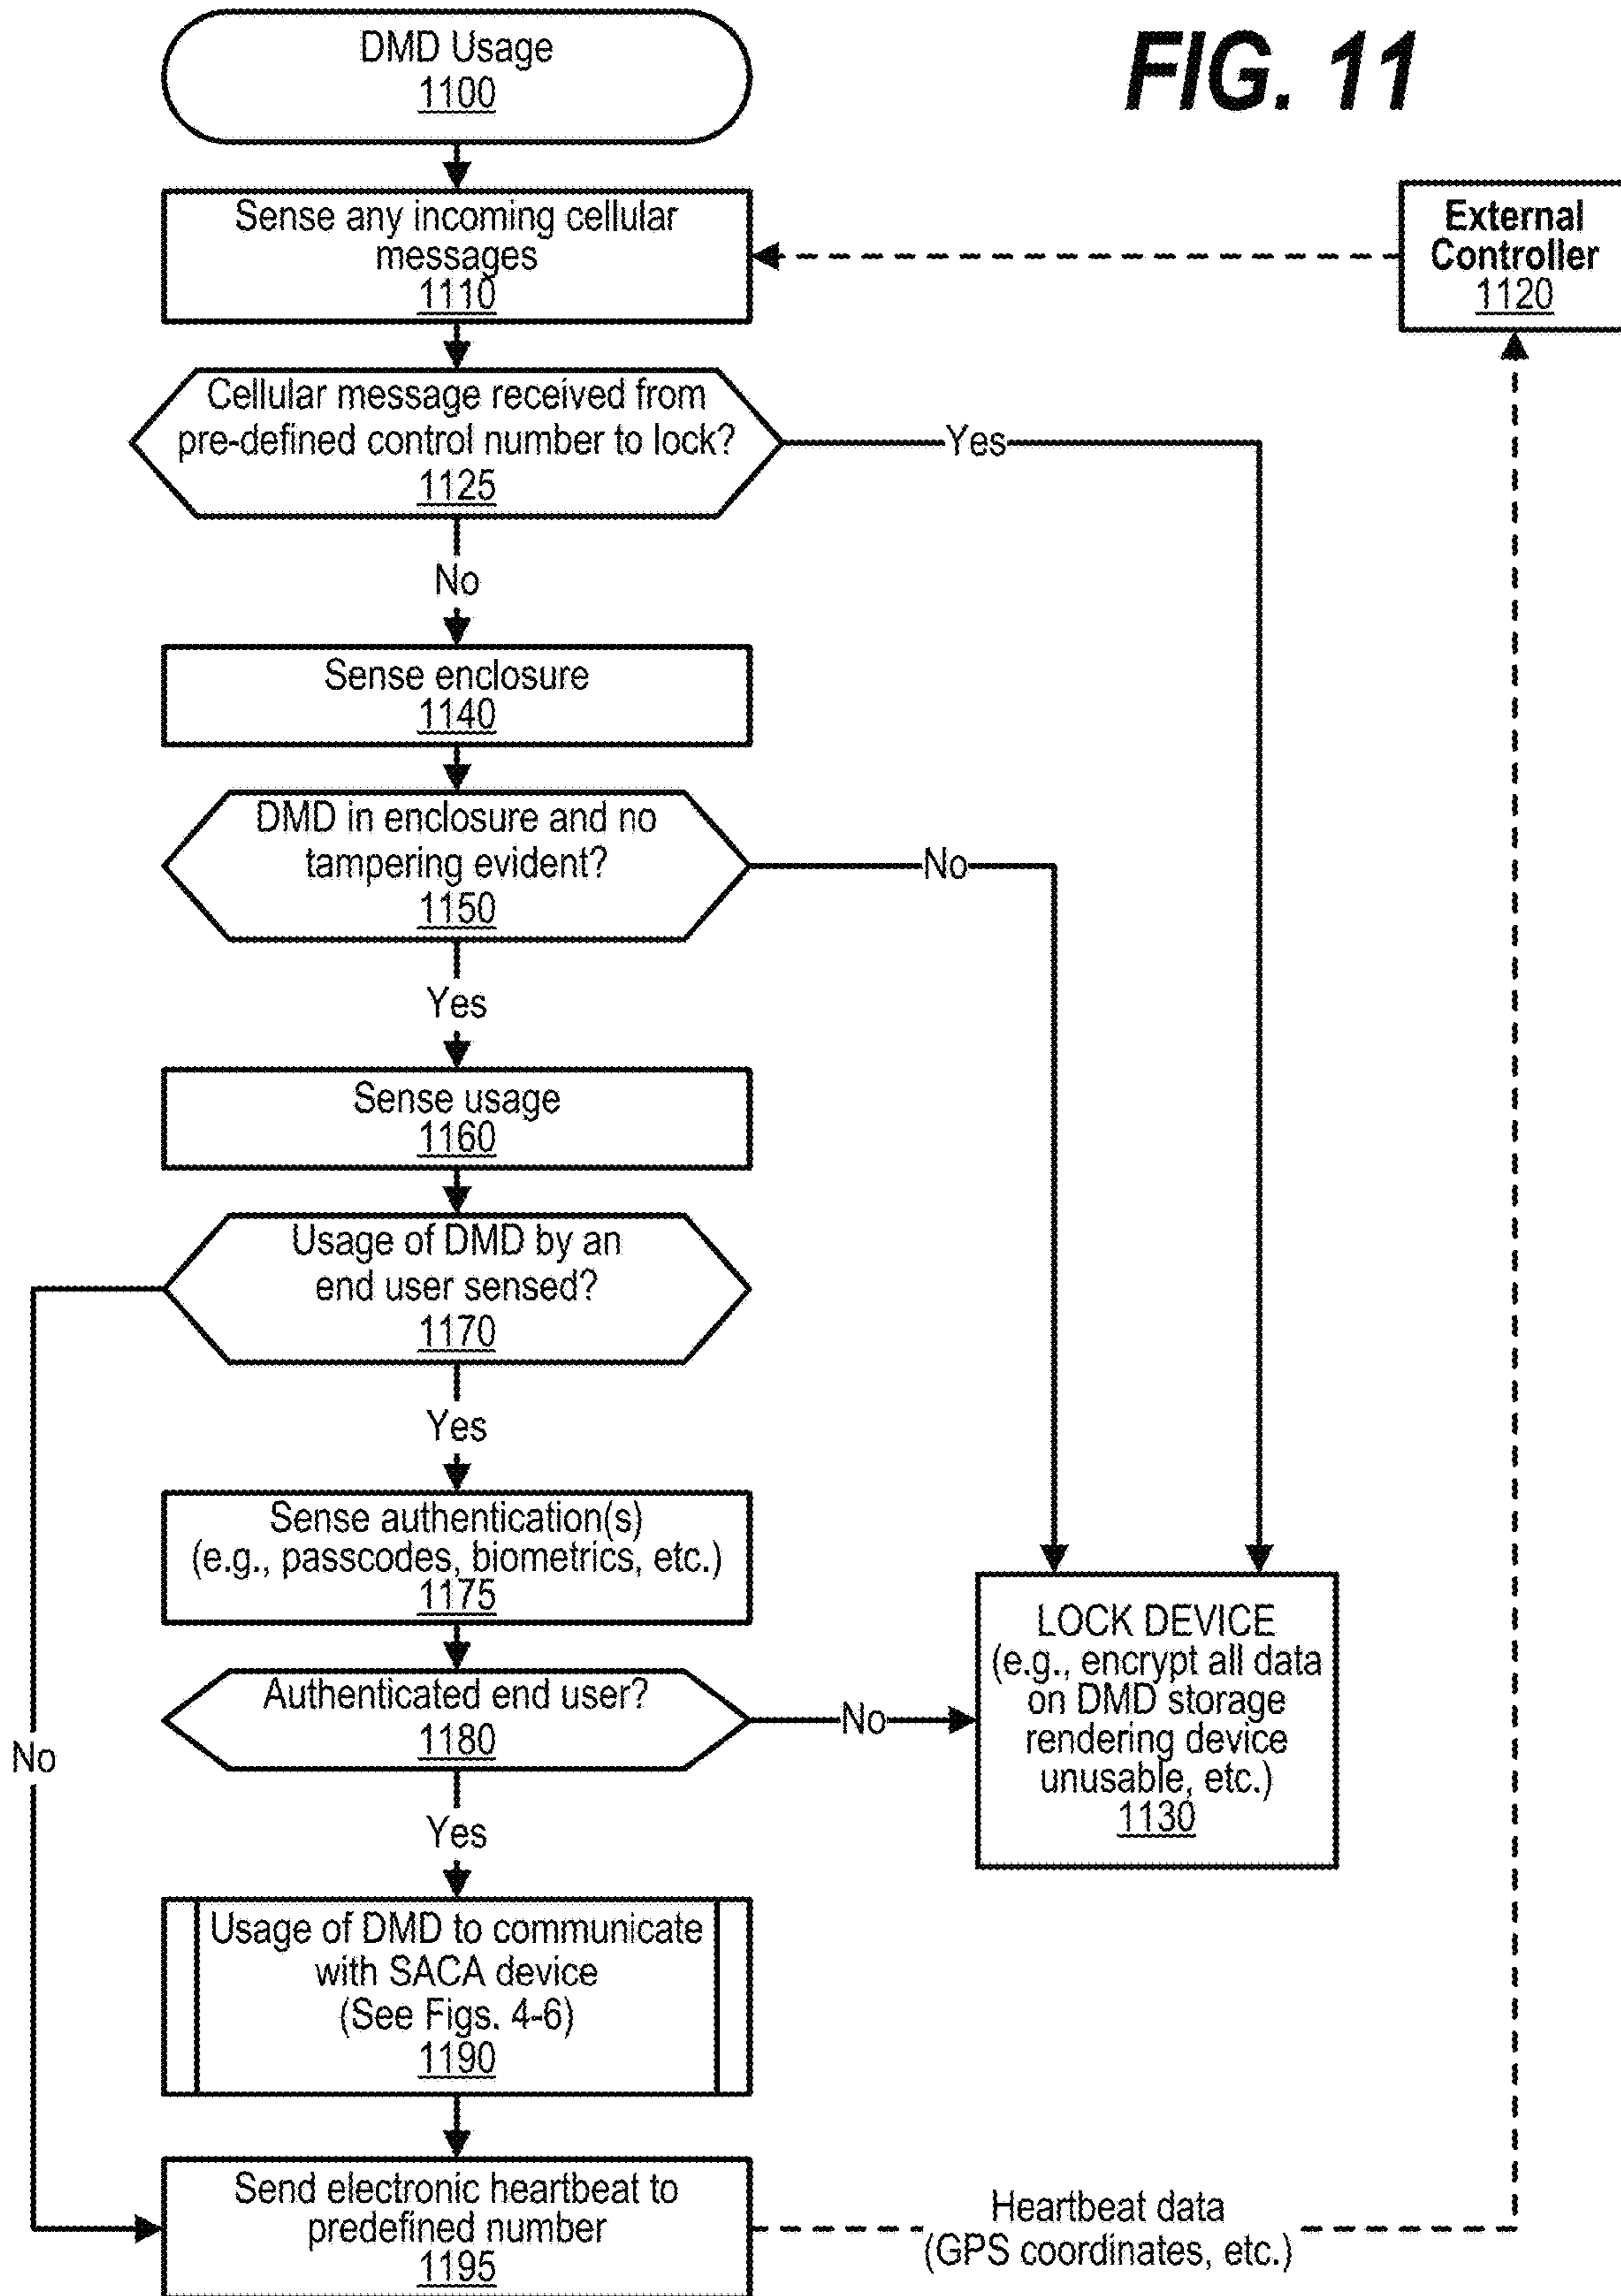 FIG. 11
DMD Usage
1100
Sense any incoming cellular
messages
1110
External
Controller
1120
Cellular message received from
pre-defined control number to lock?
1125
Yes
No
Sense enclosure
1140
DMD in enclosure and no
tampering evident?
1150
No
Yes
Sense usage
1160
Usage of DMD by an
end user sensed?
1170
Yes
Sense authentication(s)
(e.g., passcodes, biometrics, etc.)
1175
LOCK DEVICE
(e.g., encrypt all data
on DMD storage
rendering device
unusable, etc.)
1130
Authenticated end user?
1180
No
No
Yes
Usage of DMD to communicate
with SACA device
(See Figs. 4-6)
1190
Send electronic heartbeat to
predefined number
1195
Heartbeat data
(GPS coordinates, etc.)